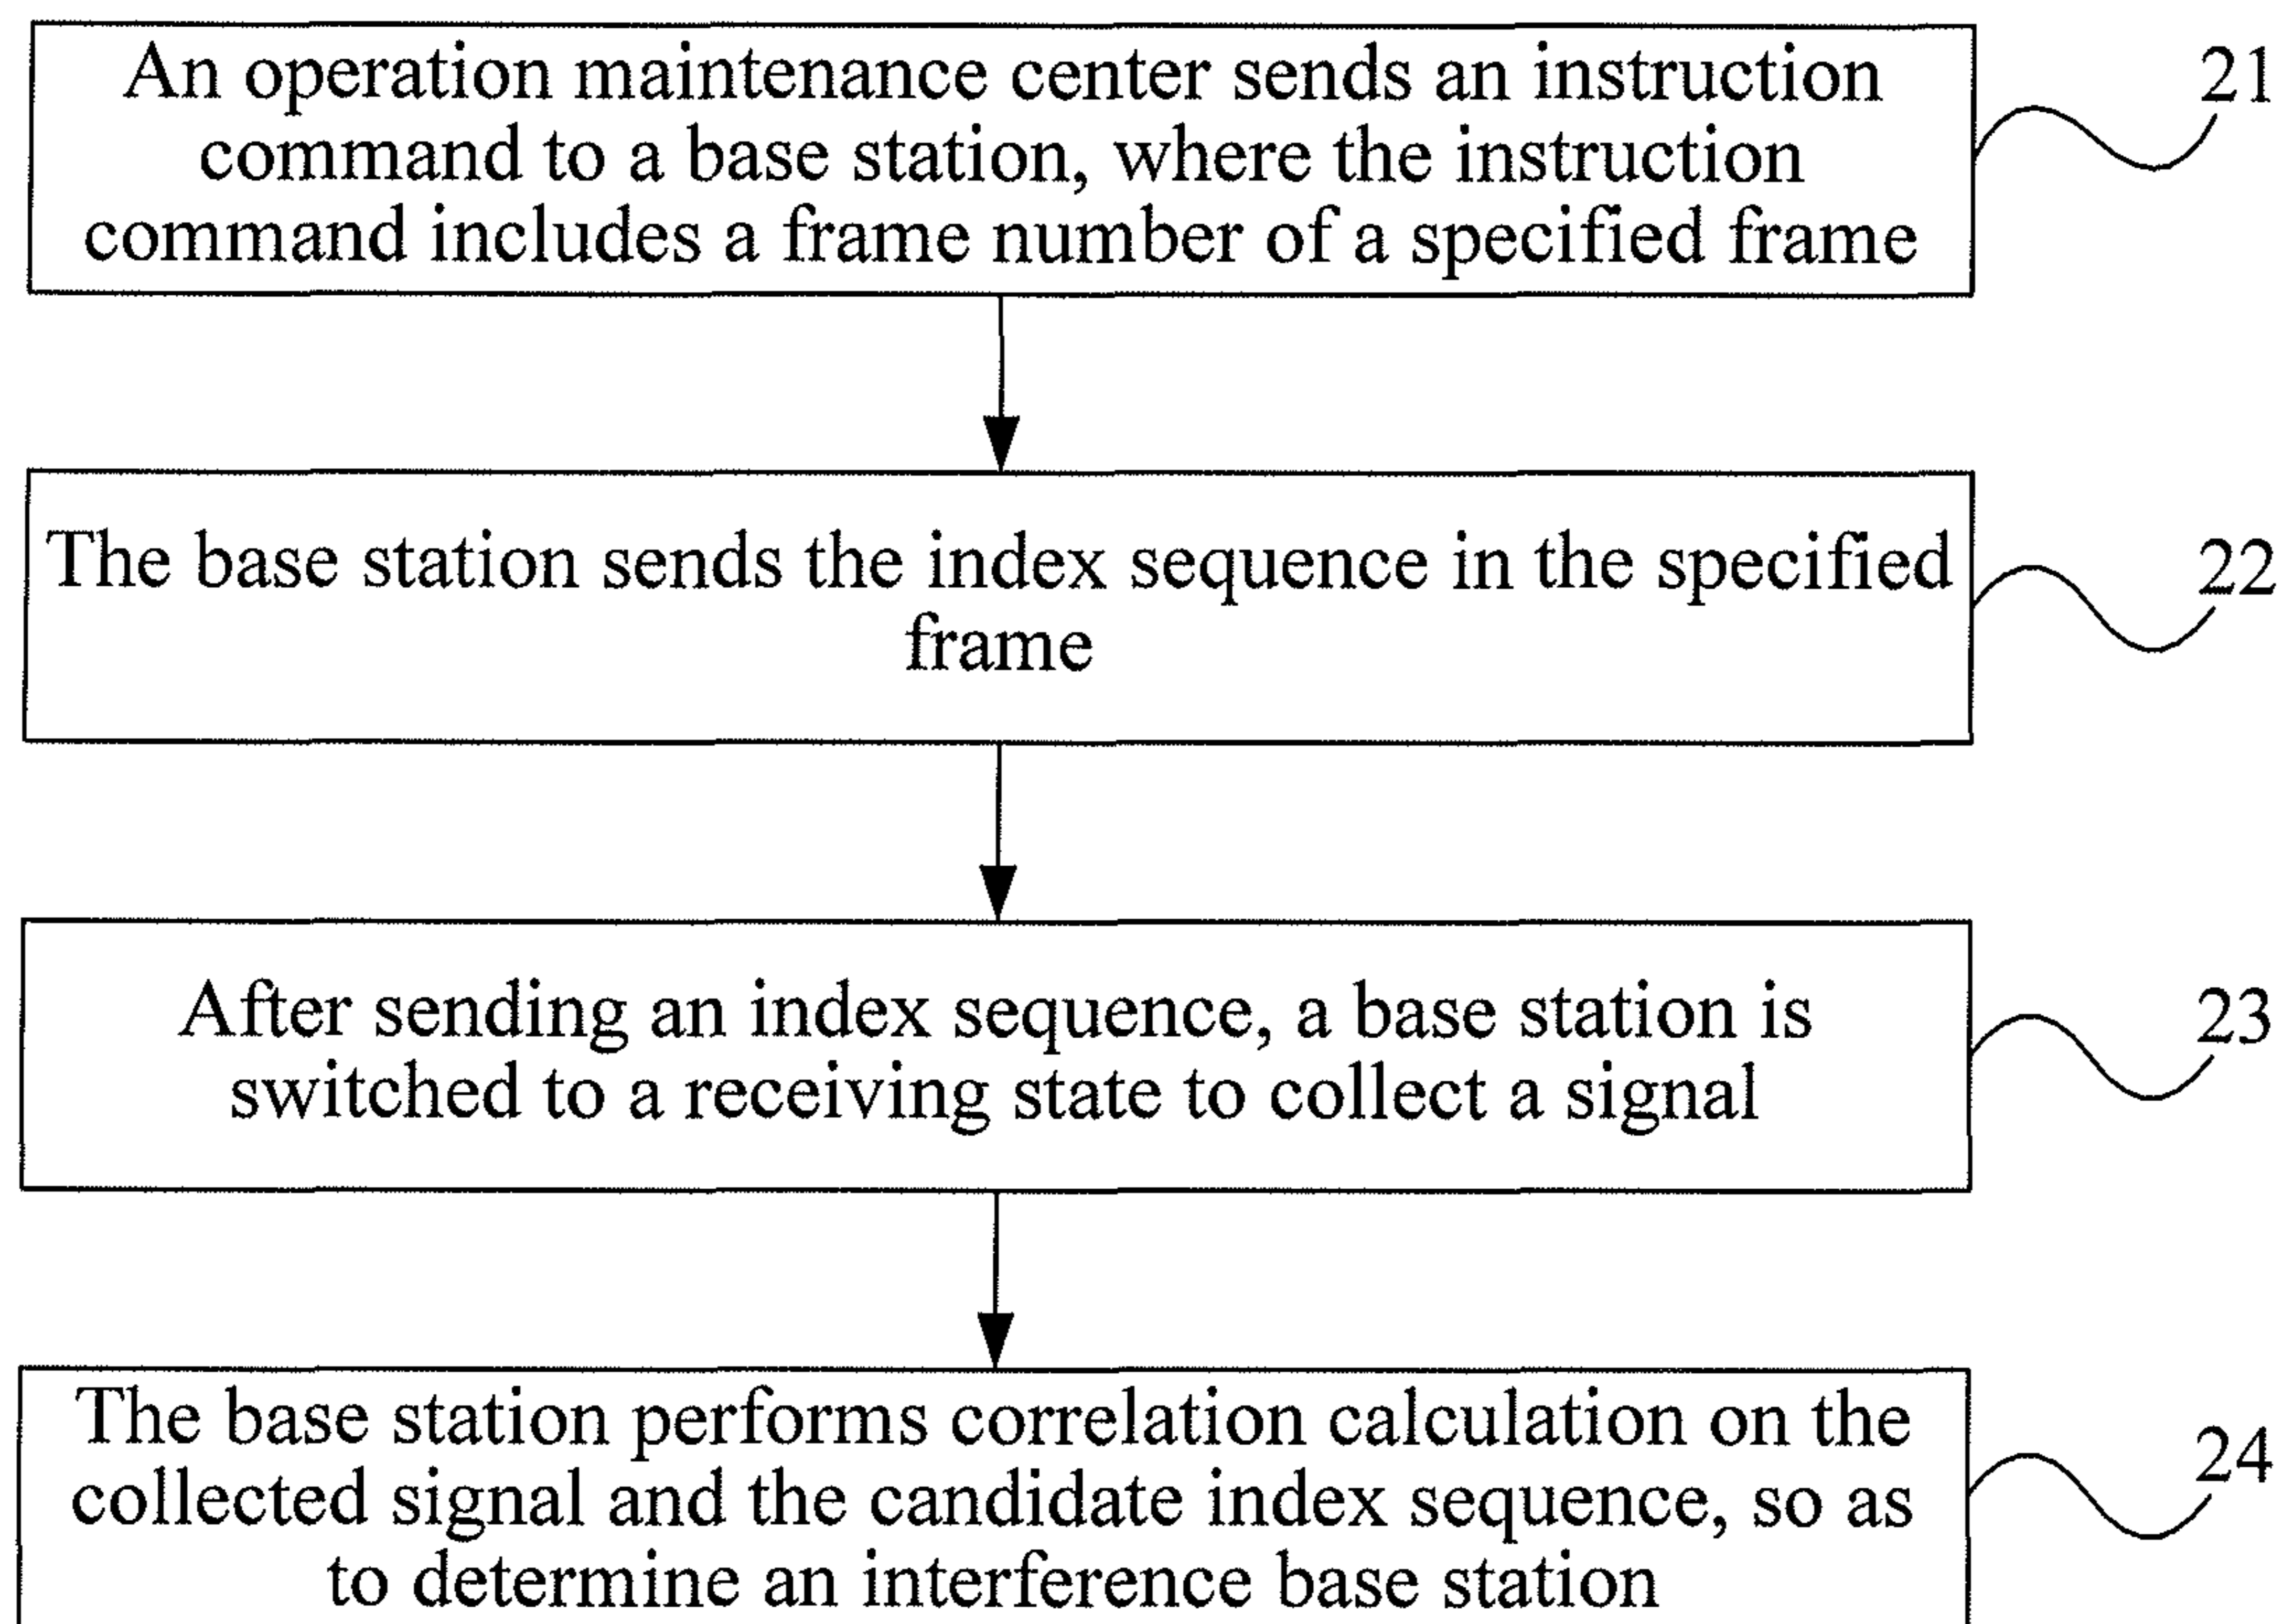 An operation maintenance center sends an instruction
command to a base station, where the instruction
command includes a frame number of a specified frame
21
The base station sends the index sequence in the specified
frame
22
After sending an index sequence, a base station is
switched to a receiving state to collect a signal
23
The base station performs correlation calculation on the
collected signal and the candidate index sequence, so as
to determine an interference base station
24